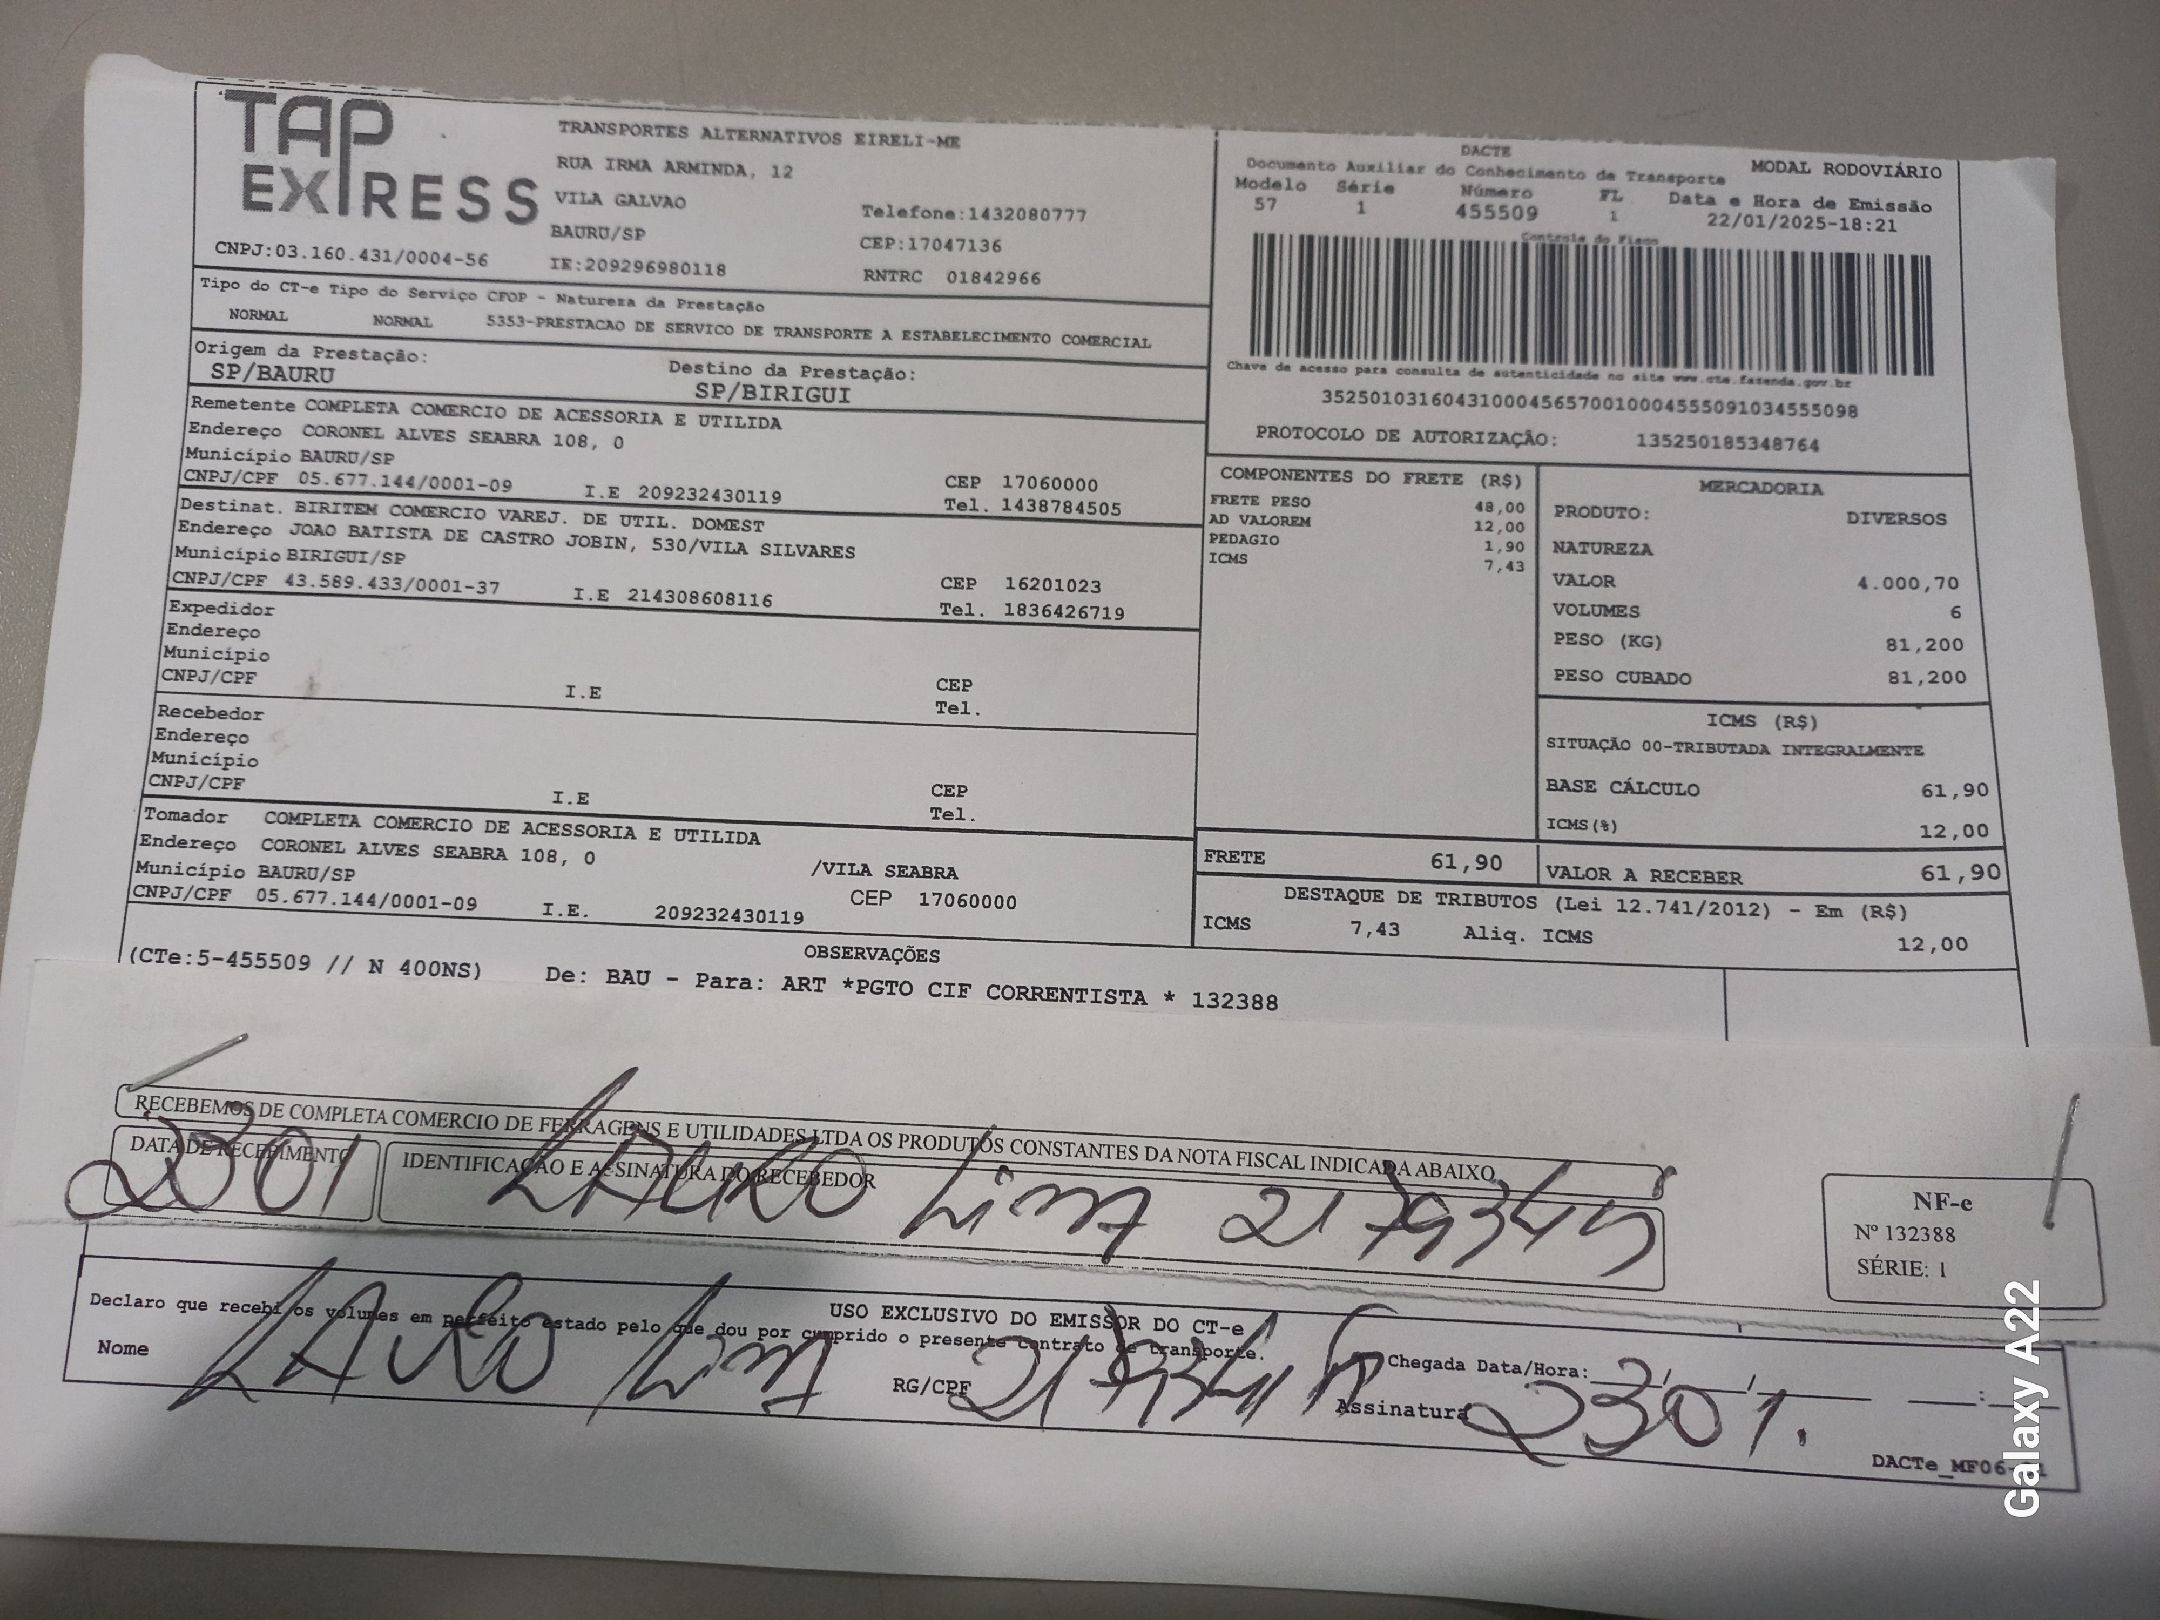 TAP EXPRESS
CNPJ:03.160.431/0004-56
TRANSPORTES ALTERNATIVOS EIRELI-ME
RUA IRMA ARMINDA, 12
VILA GALVAO
BAURU/SP
IE:209296980118
Telefone:1432080777
CEP:17047136
RNTRC 01842966
Tipo do CT-e Tipo do Serviço CFOP - Natureza da Prestação
NORMAL NORMAL 5353-PRESTACAO DE SERVICO DE TRANSPORTE A ESTABELECIMENTO COMERCIAL
Origem da Prestação: Destino da Prestação:
SP/BAURU SP/BIRIGUI
Remetente COMPLETA COMERCIO DE ACESSORIA E UTILIDA
Endereço CORONEL ALVES SEABRA 108, 0
Município BAURU/SP CEP 17060000
CNPJ/CPF 05.677.144/0001-09 I.E 209232430119 Tel. 1438784505
Destinat. BIRITEM COMERCIO VAREJ. DE UTIL. DOMEST
Endereço JOAO BATISTA DE CASTRO JOBIN, 530/VILA SILVARES
Município BIRIGUI/SP CEP 16201023
CNPJ/CPF 43.589.433/0001-37 I.E 214308608116 Tel. 1836426719
Expedidor
Endereço
Município CEP
CNPJ/CPF I.E Tel.
Recebedor
Endereço
Município CEP
CNPJ/CPF I.E Tel.
Tomador COMPLETA COMERCIO DE ACESSORIA E UTILIDA
Endereço CORONEL ALVES SEABRA 108, 0 /VILA SEABRA
Município BAURU/SP CEP 17060000
CNPJ/CPF 05.677.144/0001-09 I.E. 209232430119
DACTE
Documento Auxiliar do Conhecimento de Transporte MODAL RODOVIÁRIO
Modelo Série Número FL Data e Hora de Emissão
57 1 455509 1 22/01/2025-18:21
Controle do Fisco
Chave de acesso para consulta de autenticidade no site www.cte.fazenda.gov.br
35250103160431000456570010004555091034555098
PROTOCOLO DE AUTORIZAÇÃO: 135250185348764
COMPONENTES DO FRETE (R$)
FRETE PESO 48,00
AD VALOREM 12,00
PEDAGIO 1,90
ICMS 7,43
MERCADORIA
PRODUTO: DIVERSOS
NATUREZA
VALOR 4.000,70
VOLUMES 6
PESO (KG) 81,200
PESO CUBADO 81,200
ICMS (R$)
SITUAÇÃO 00-TRIBUTADA INTEGRALMENTE
BASE CÁLCULO 61,90
ICMS(%) 12,00
FRETE 61,90 VALOR A RECEBER 61,90
DESTAQUE DE TRIBUTOS (Lei 12.741/2012) - Em (R$)
ICMS 7,43 Aliq. ICMS 12,00
OBSERVAÇÕES
(CTe:5-455509 // N 400NS) De: BAU - Para: ART *PGTO CIF CORRENTISTA * 132388
RECEBEMOS DE COMPLETA COMERCIO DE FERRAGENS E UTILIDADES LTDA OS PRODUTOS CONSTANTES DA NOTA FISCAL INDICADA ABAIXO
DATA DE RECEBIMENTO IDENTIFICAÇÃO E ASSINATURA DO RECEBEDOR
2301 LAURO Lima 2179345
NF-e
Nº 132388
SÉRIE: 1
USO EXCLUSIVO DO EMISSOR DO CT-e
Declaro que recebi os volumes em perfeito estado pelo que dou por cumprido o presente contrato de transporte.
Chegada Data/Hora: / / :
Nome LAURO Lima RG/CPF Assinatura 2301.
DACTe_MF06-
Galaxy A22